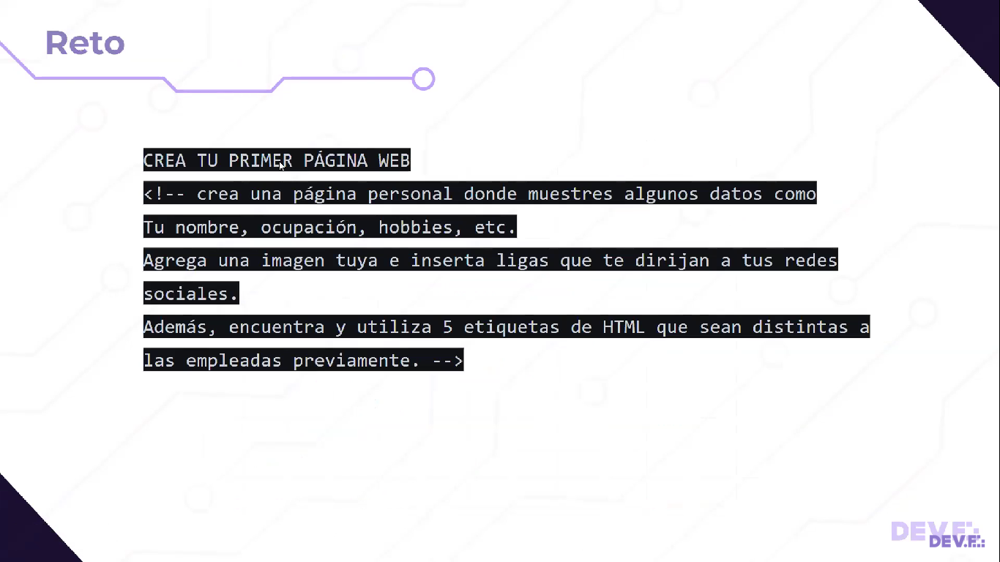 Reto
CREA TU PRIMER PÁGINA WEB
<!-- crea una página personal donde muestres algunos datos como
Tu nombre, ocupación, hobbies, etc.
Agrega una imagen tuya e inserta ligas que te dirijan a tus redes
sociales.
Además, encuentra y utiliza 5 etiquetas de HTML que sean distintas a
las empleadas previamente. -->
DEV.F.:
DEV.F.: